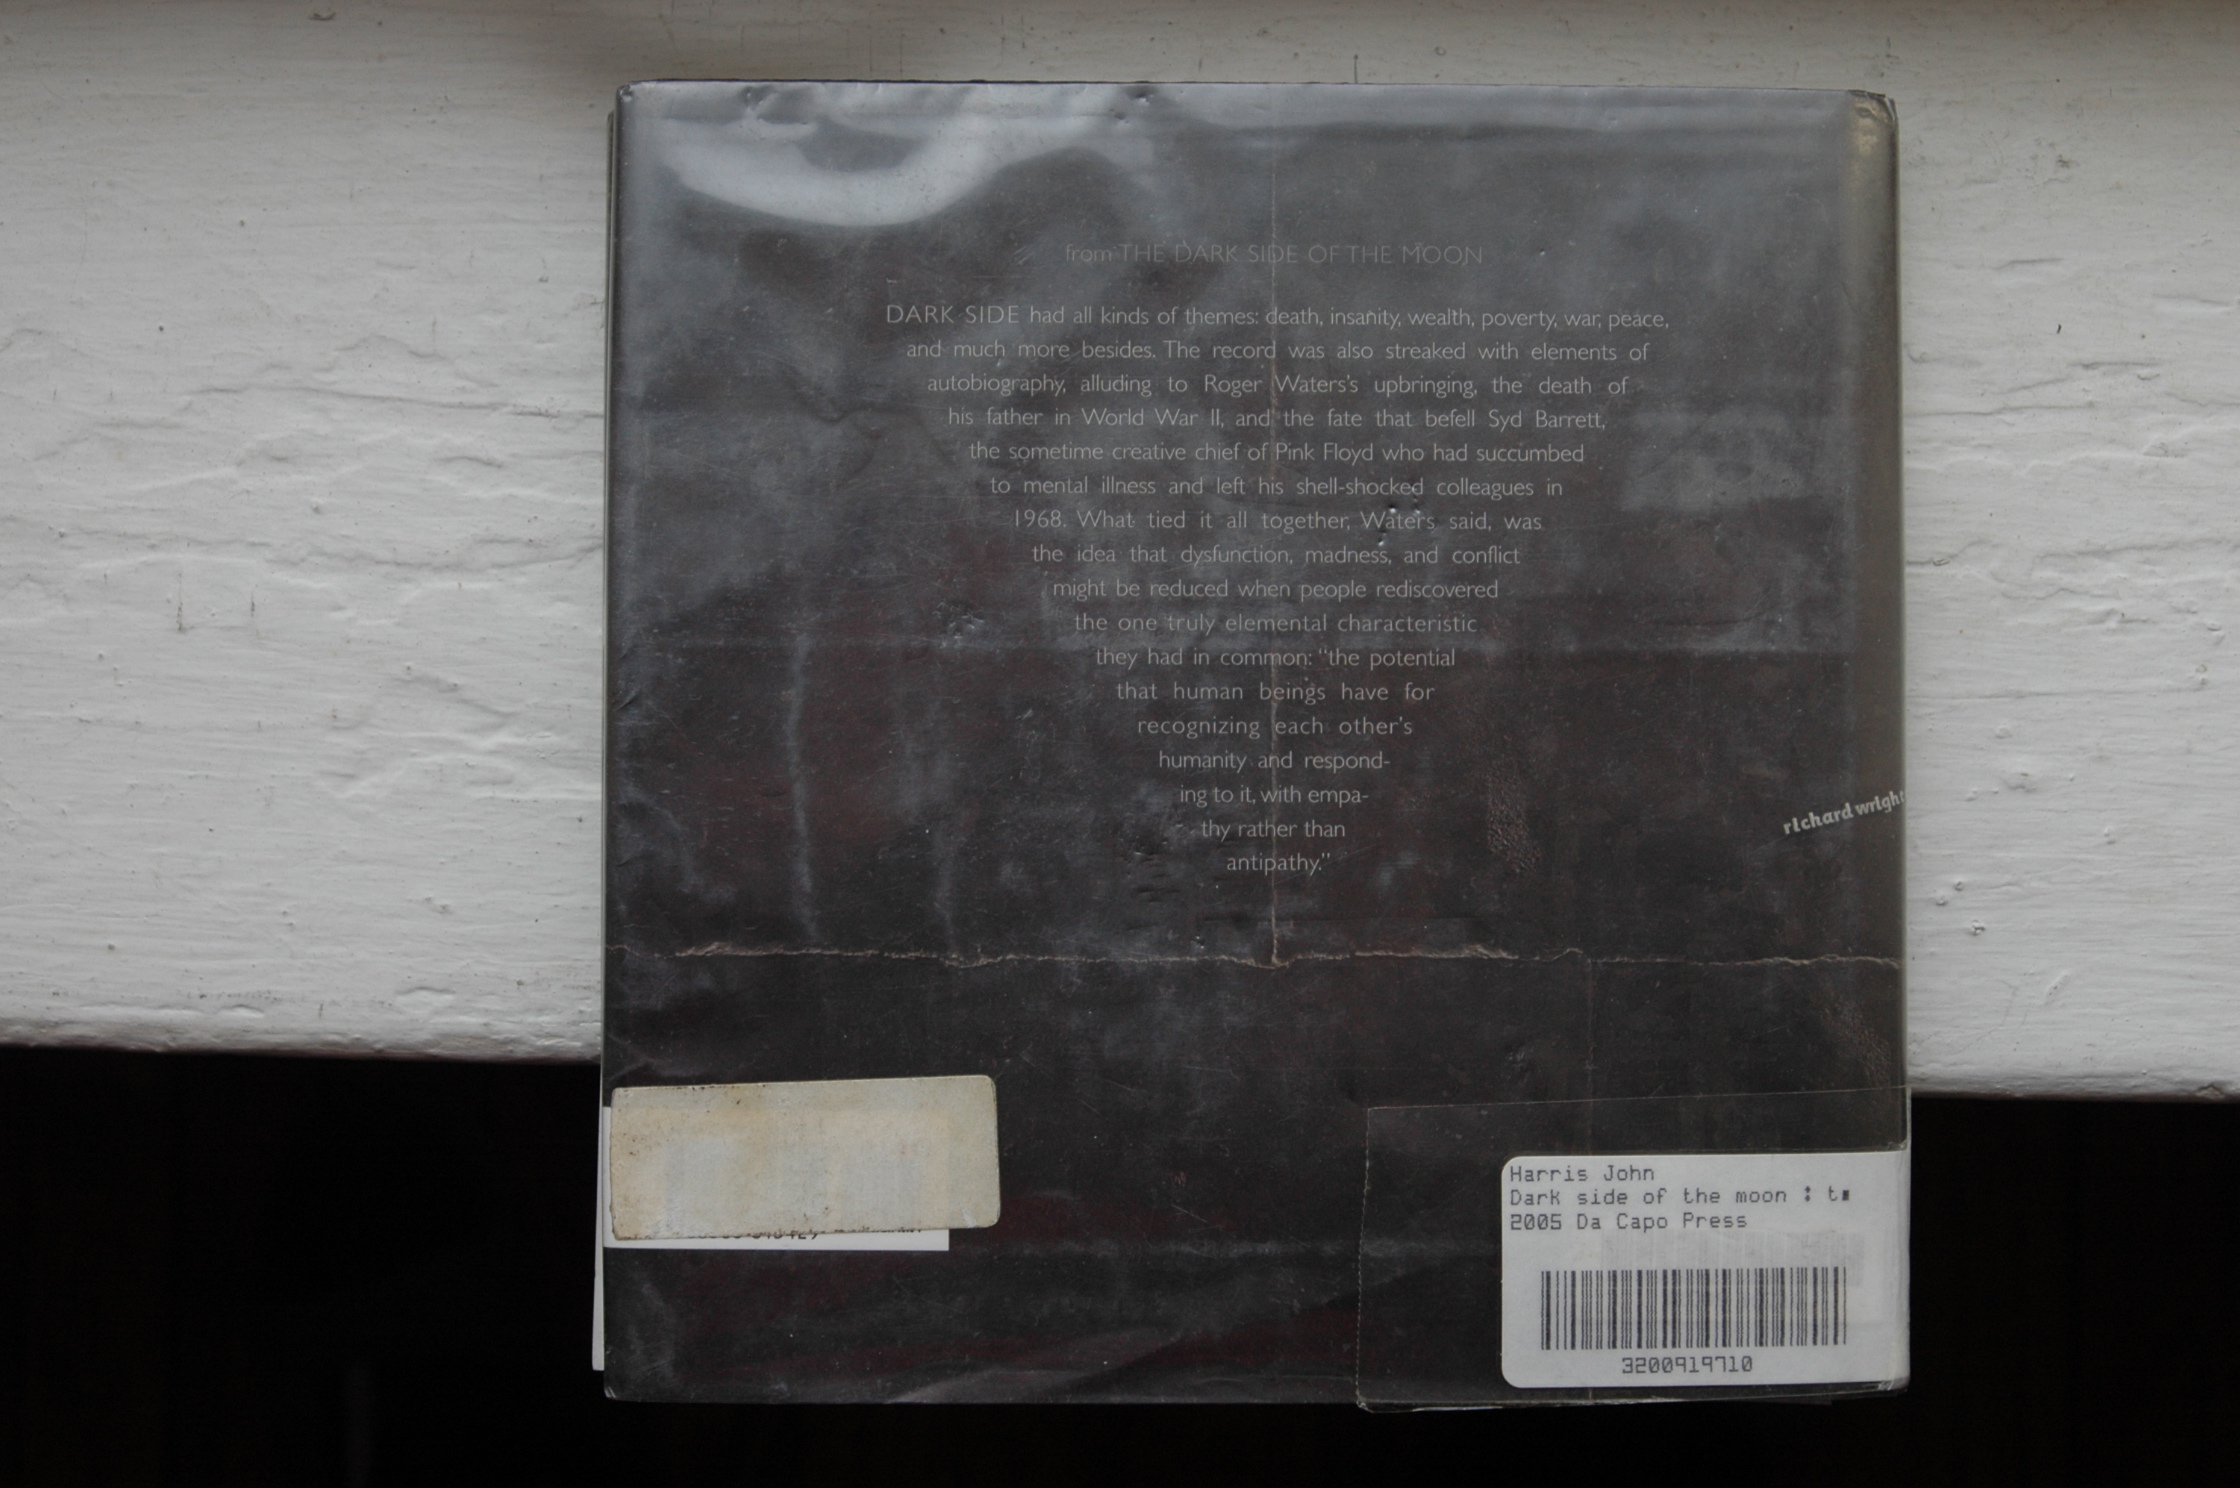 from THE DARK SIDE OF THE MOON
DARK SIDE had all kinds of themes: death, insanity, wealth, poverty, war, peace,
and much more besides. The record was also streaked with elements of
autobiography, alluding to Roger Waters's upbringing, the death of
his father in World War II, and the fate that befell Syd Barrett,
the sometime creative chief of Pink Floyd who had succumbed
to mental illness and left his shell-shocked colleagues in
1968. What tied it all together, Waters said, was
the idea that dysfunction, madness, and conflict
might be reduced when people rediscovered
the one truly elemental characteristic
they had in common: "the potential
that human beings have for
recognizing each other's
humanity and respond-
ing to it, with empa-
thy rather than
antipathy."
richard wright
Harris John
Dark side of the moon : t
2005 Da Capo Press
3200919710